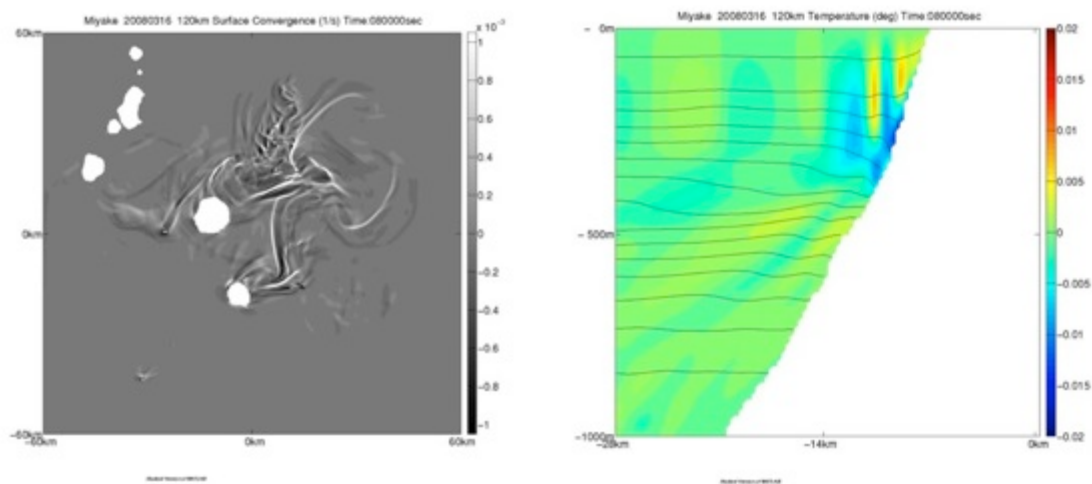 Miyake 20080316 120km Surface Convergence (1/s) Time:080000sec
x 10⁻³
60km
0km
−60km
−60km
0km
60km
1
0.8
0.6
0.4
0.2
0
−0.2
−0.4
−0.6
−0.8
−1
Miyake 20080316 120km Temperature (deg) Time:080000sec
− 0m
− 500m
−1000m
−28km
−14km
0km
0.02
0.015
0.01
0.005
0
−0.005
−0.01
−0.015
−0.02